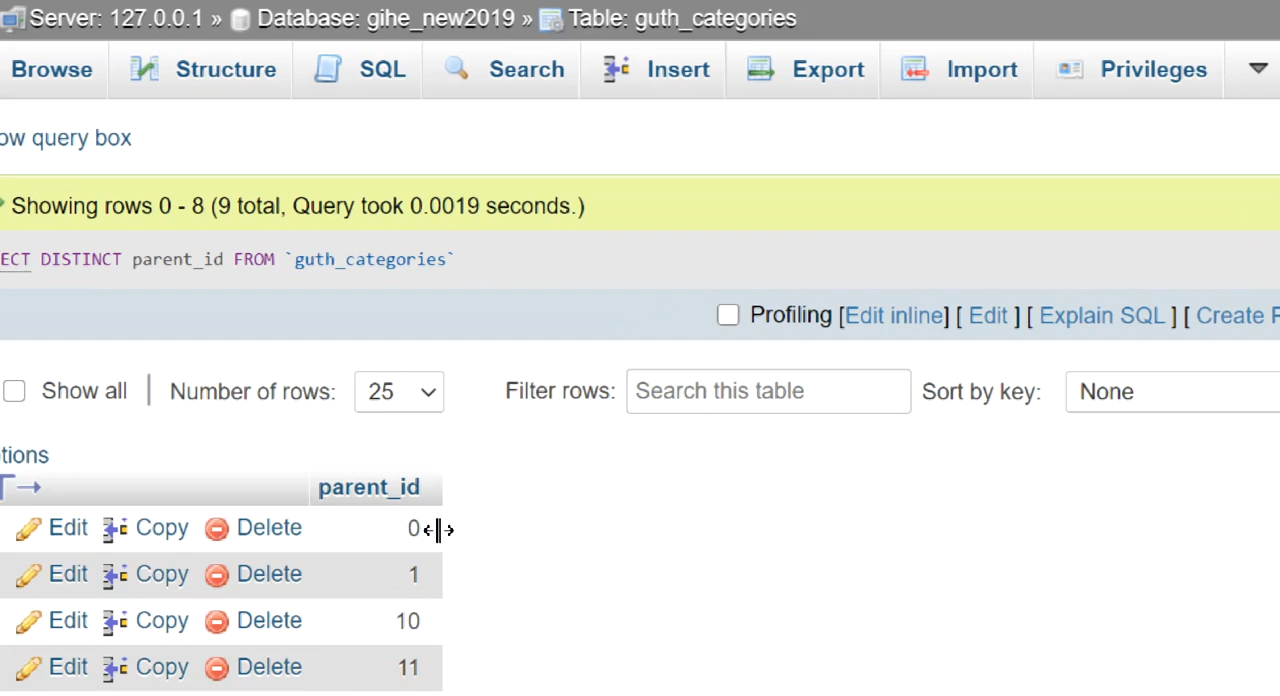 Server: 127.0.0.1 » Database: gihe_new2019 » Table: guth_categories
Browse Structure SQL Search Insert Export Import Privileges
ow query box
Showing rows 0 - 8 (9 total, Query took 0.0019 seconds.)
ECT DISTINCT parent_id FROM `guth_categories`
Profiling [Edit inline] [ Edit ] [ Explain SQL ] [ Create P
Show all | Number of rows: 25 Filter rows: Search this table Sort by key: None
tions
parent_id
Edit Copy Delete 0
Edit Copy Delete 1
Edit Copy Delete 10
Edit Copy Delete 11